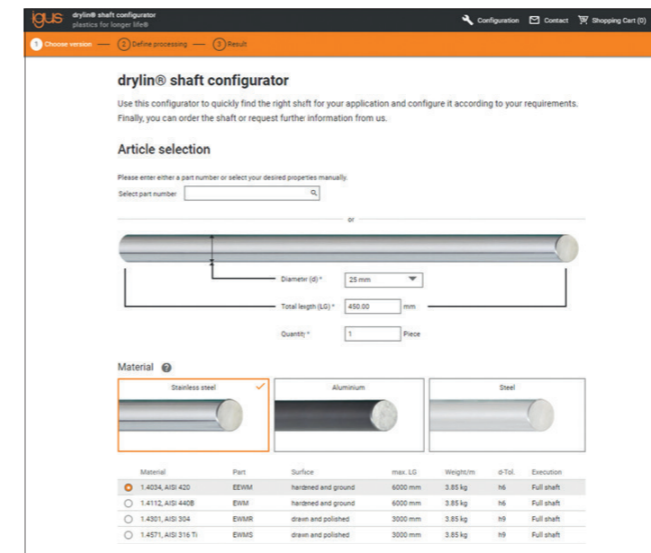 igus
drylin® shaft configurator
plastics for longer life®
Configuration
Contact
Shopping Cart (0)
1 Choose version
2 Define processing
3 Result
drylin® shaft configurator
Use this configurator to quickly find the right shaft for your application and configure it according to your requirements.
Finally, you can order the shaft or request further information from us.
Article selection
Please enter either a part number or select your desired properties manually.
Select part number
or
Diameter (d) * 25 mm
Total length (LG) * 450.00 mm
Quantity * 1 Piece
Material ?
Stainless steel
Aluminium
Steel
Material Part Surface max. LG Weight/m d-Tol. Execution
1.4034, AISI 420 EEWM hardened and ground 6000 mm 3.85 kg h6 Full shaft
1.4112, AISI 440B EWM hardened and ground 6000 mm 3.85 kg h6 Full shaft
1.4301, AISI 304 EWMR drawn and polished 3000 mm 3.85 kg h9 Full shaft
1.4571, AISI 316 Ti EWMS drawn and polished 3000 mm 3.85 kg h9 Full shaft